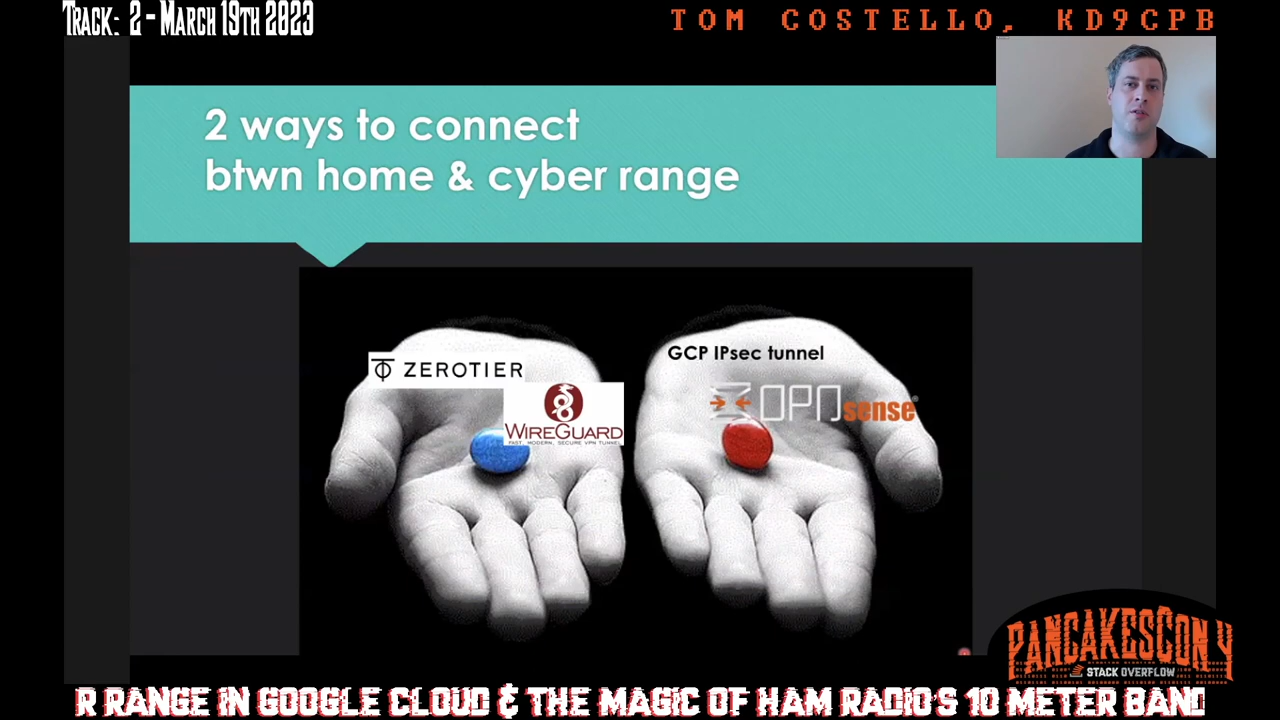 TRACK: 2 - MARCH 19TH 2023
TOM COSTELLO, KD9CPB
2 ways to connect
btwn home & cyber range
ZEROTIER
WIREGUARD
FAST, MODERN, SECURE VPN TUNNEL
GCP IPsec tunnel
OPNsense®
PANCAKESCON 4
STACK OVERFLOW
R RANGE IN GOOGLE CLOUD & THE MAGIC OF HAM RADIO'S 10 METER BAND